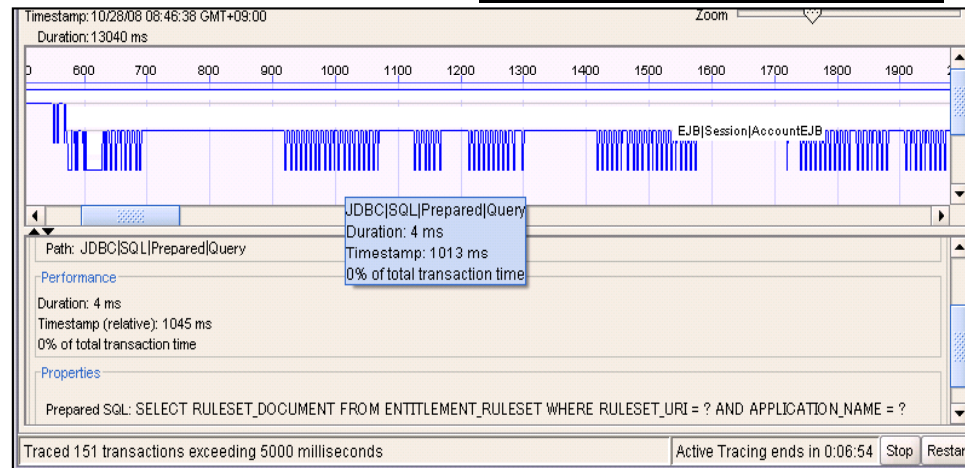 Timestamp: 10/28/08 08:46:38 GMT+09:00
Zoom
Duration: 13040 ms
600 700 800 900 1000 1100 1200 1300 1400 1500 1600 1700 1800 1900
EJB|Session|AccountEJB
JDBC|SQL|Prepared|Query
Duration: 4 ms
Timestamp: 1013 ms
0% of total transaction time
Path: JDBC|SQL|Prepared|Query
Performance
Duration: 4 ms
Timestamp (relative): 1045 ms
0% of total transaction time
Properties
Prepared SQL: SELECT RULESET_DOCUMENT FROM ENTITLEMENT_RULESET WHERE RULESET_URI = ? AND APPLICATION_NAME = ?
Traced 151 transactions exceeding 5000 milliseconds
Active Tracing ends in 0:06:54
Stop